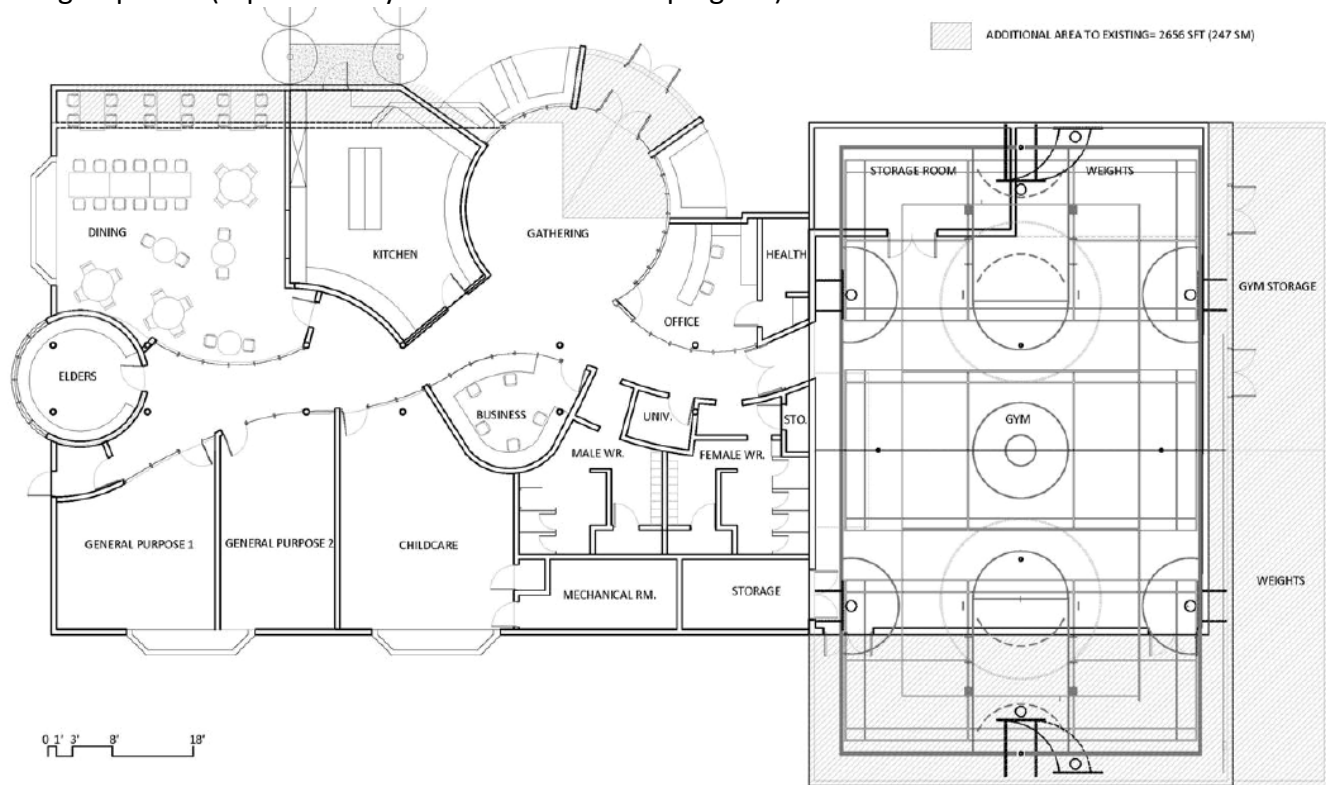 ADDITIONAL AREA TO EXISTING= 2656 SFT (247 SM)
STORAGE ROOM
WEIGHTS
DINING
KITCHEN
GATHERING
HEALTH
OFFICE
GYM STORAGE
ELDERS
BUSINESS
UNIV.
STO.
GYM
MALE WR.
FEMALE WR.
GENERAL PURPOSE 1
GENERAL PURPOSE 2
CHILDCARE
MECHANICAL RM.
STORAGE
WEIGHTS
0 1' 3' 8' 18'